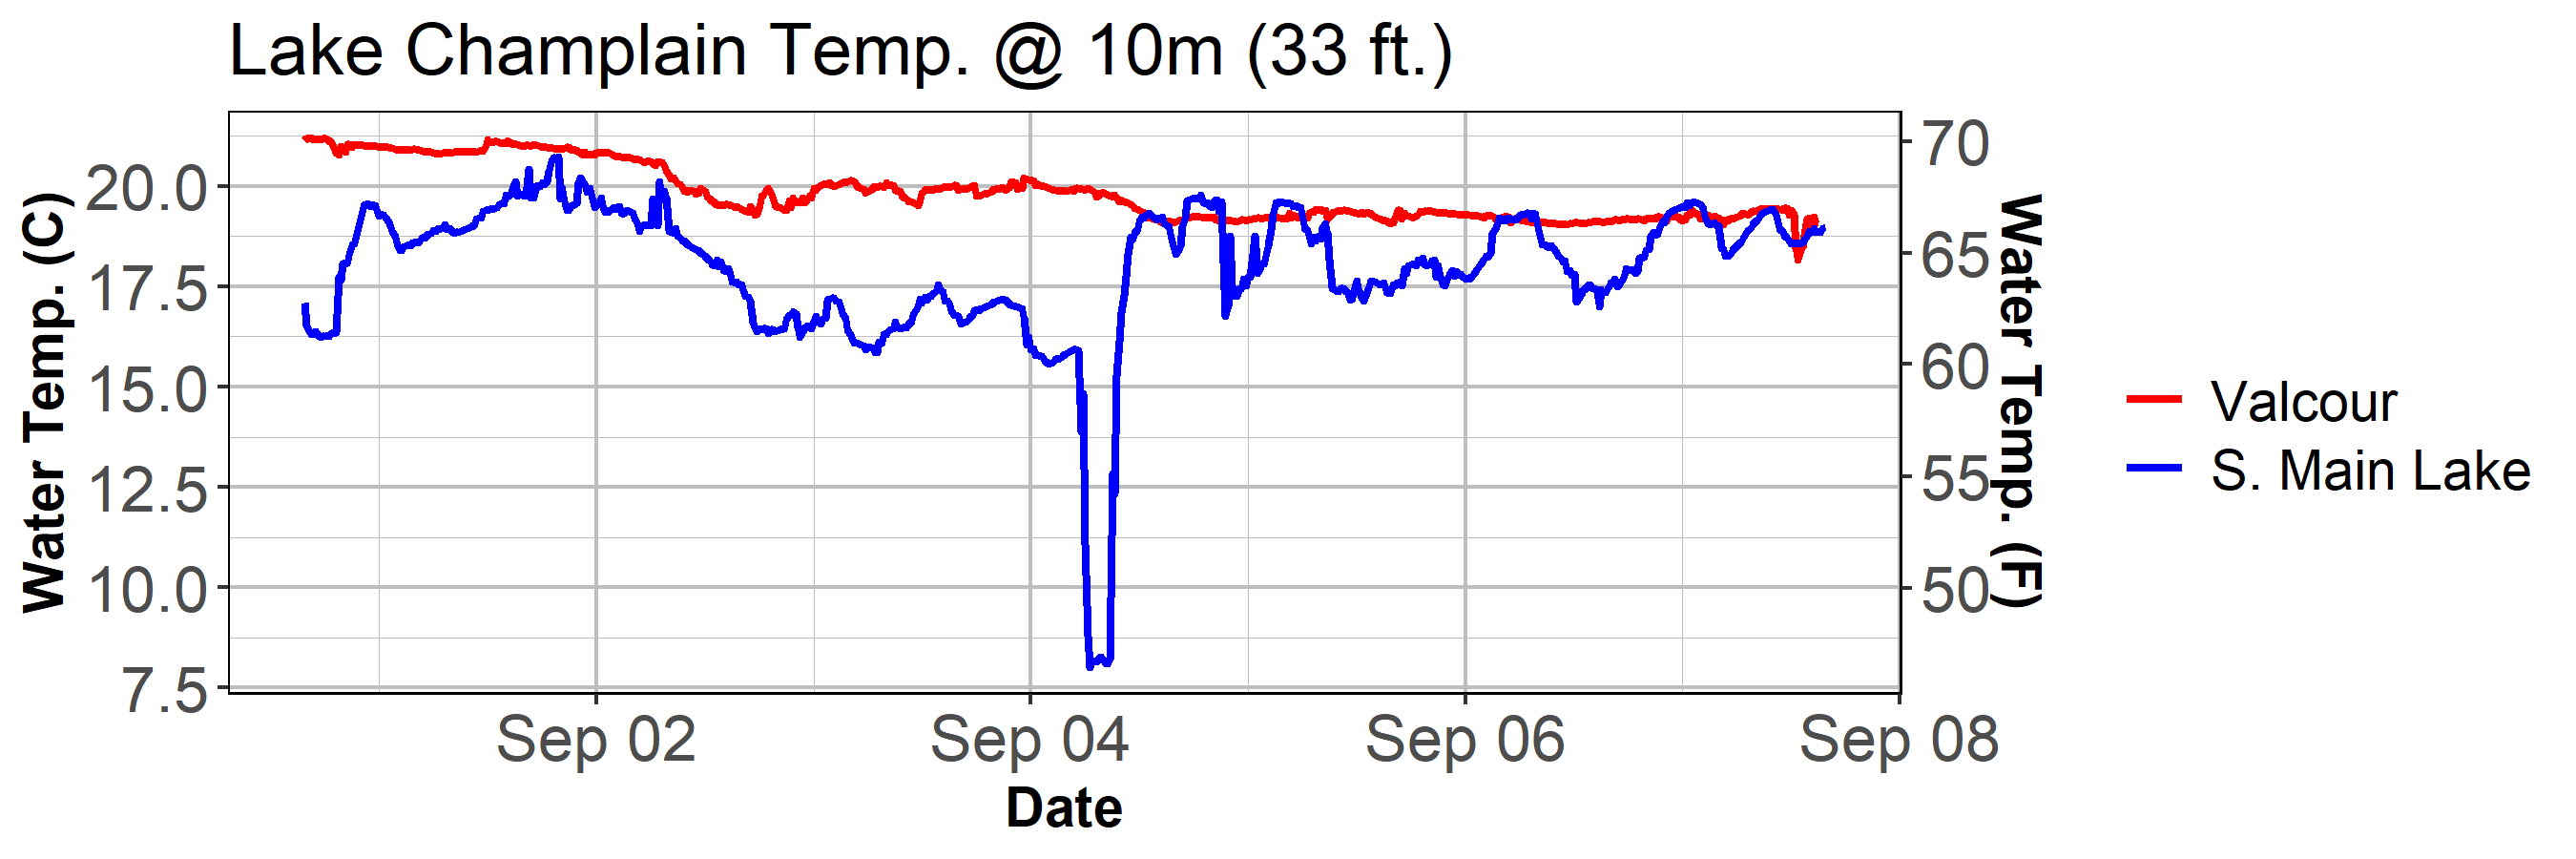 Lake Champlain Temp. @ 10m (33 ft.)
Water Temp. (C)
20.0
17.5
15.0
12.5
10.0
7.5
70
65
60
55
50
Water Temp. (F)
Sep 02
Sep 04
Sep 06
Sep 08
Date
Valcour
S. Main Lake